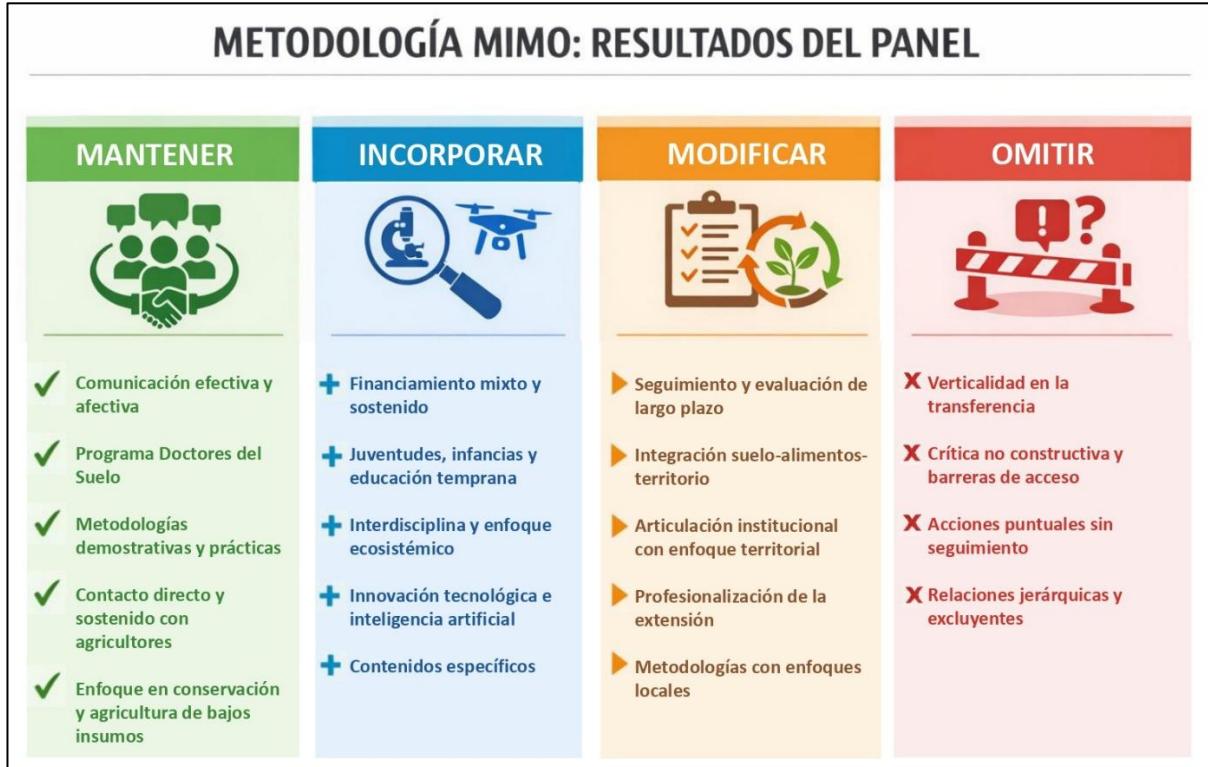 METODOLOGÍA MIMO: RESULTADOS DEL PANEL
MANTENER
Comunicación efectiva y
afectiva
Programa Doctores del
Suelo
Metodologías
demostrativas y prácticas
Contacto directo y
sostenido con
agricultores
Enfoque en conservación
y agricultura de bajos
insumos
INCORPORAR
Financiamiento mixto y
sostenido
Juventudes, infancias y
educación temprana
Interdisciplina y enfoque
ecosistémico
Innovación tecnológica e
inteligencia artificial
Contenidos específicos
MODIFICAR
Seguimiento y evaluación de
largo plazo
Integración suelo-alimentos-
territorio
Articulación institucional
con enfoque territorial
Profesionalización de la
extensión
Metodologías con enfoques
locales
OMITIR
! ?
Verticalidad en la
transferencia
Crítica no constructiva y
barreras de acceso
Acciones puntuales sin
seguimiento
Relaciones jerárquicas y
excluyentes